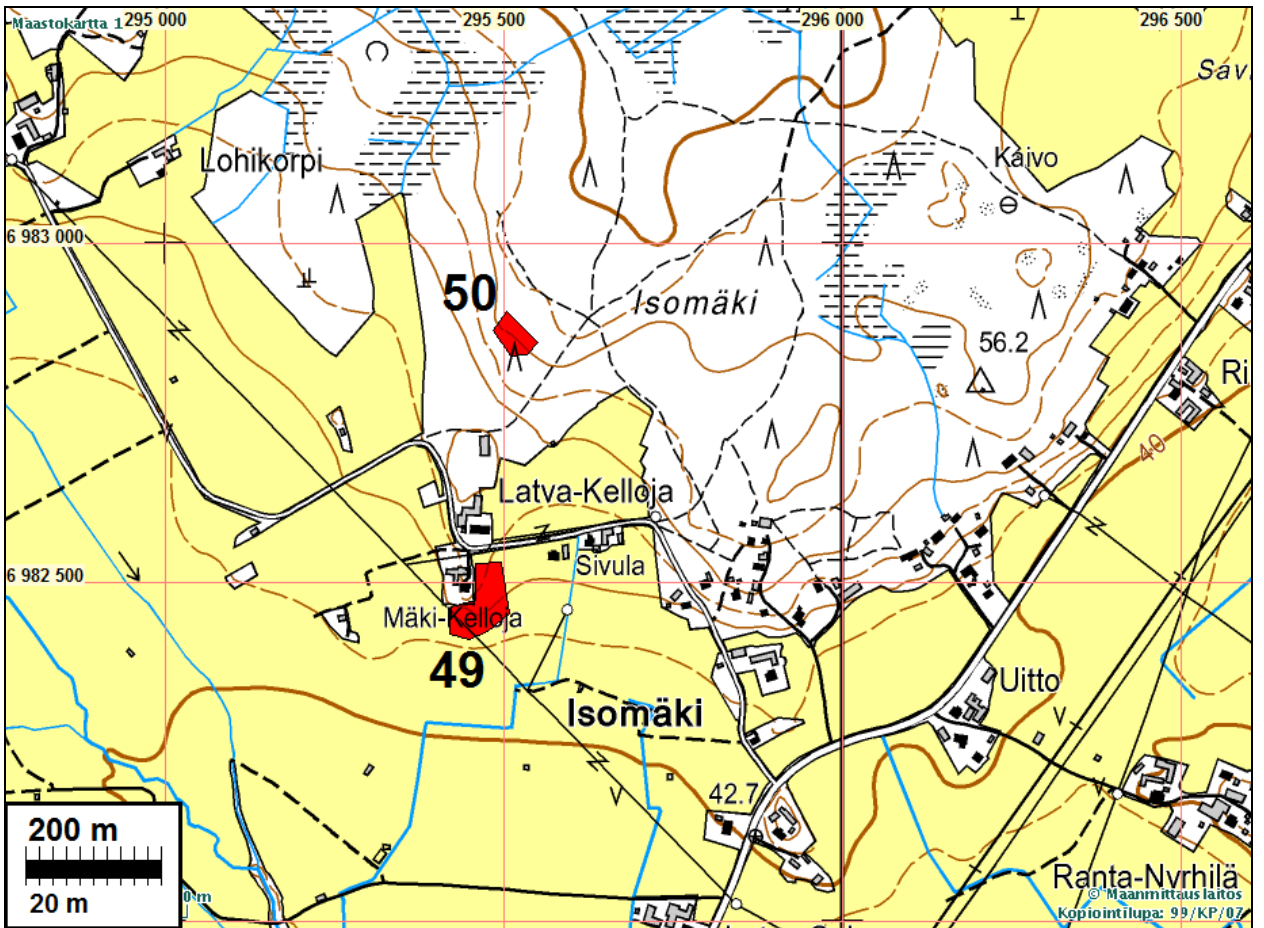 Maastokartta 1
295 000
295 500
296 000
296 500
Sav
Lohikorpi
Kaivo
6 983 000
50
Isomäki
56.2
Ri
40
Latva-Kelloja
Sivula
6 982 500
Mäki-Kelloja
49
Isomäki
Uitto
42.7
200 m
20 m
0 m
Ranta-Nyrhilä
© Maanmittauslaitos
Kopiointilupa: 99/KP/07